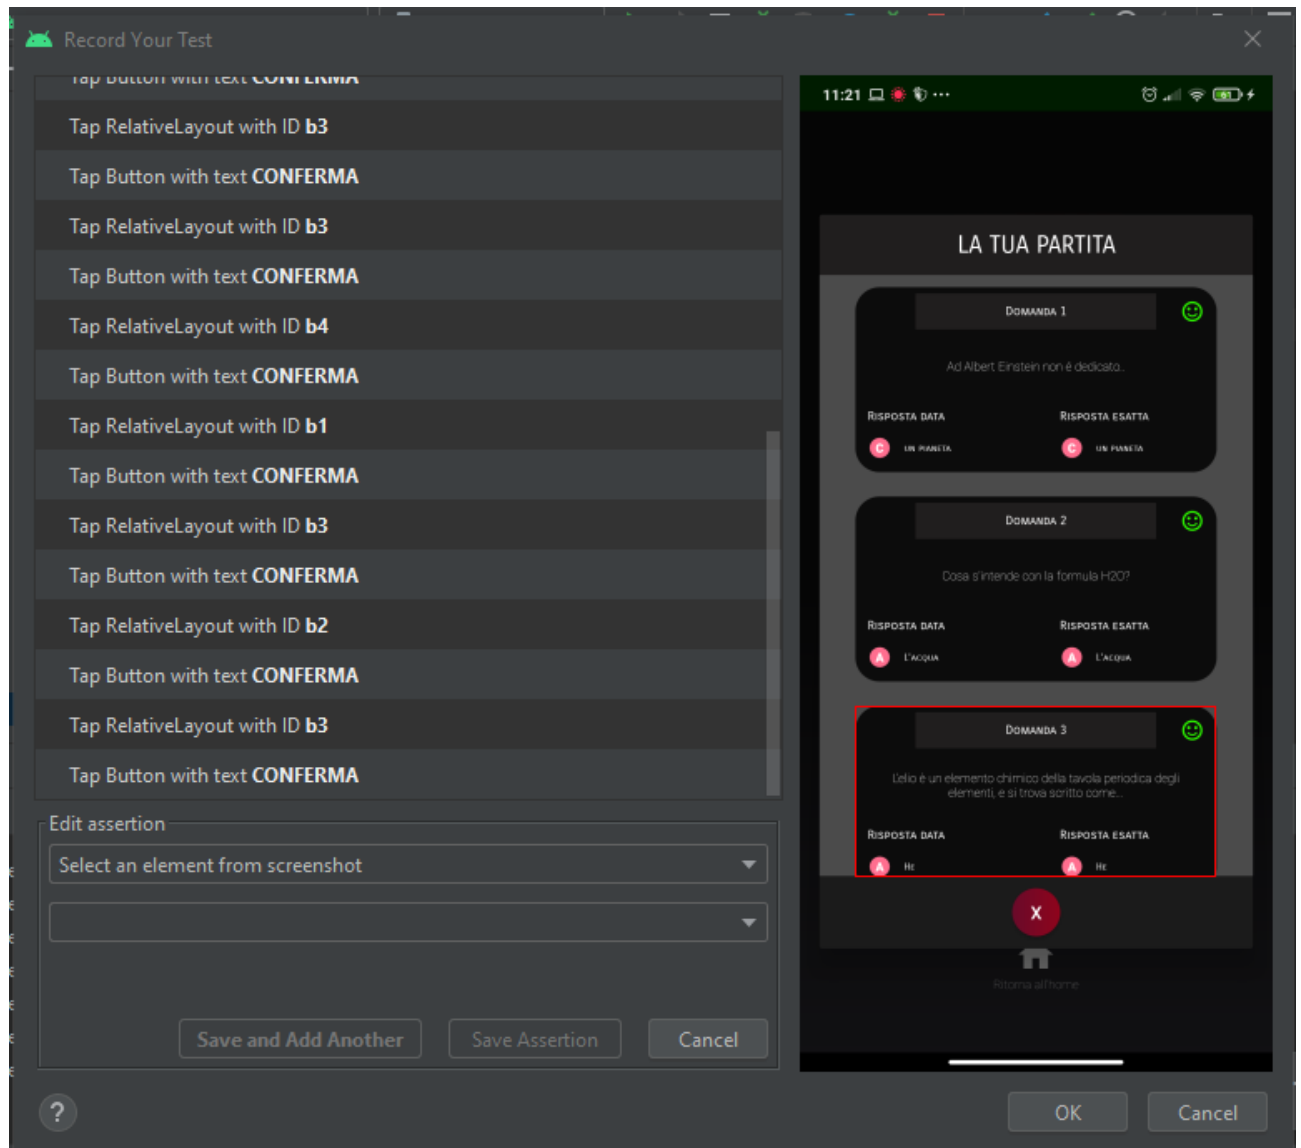 Record Your Test
Tap Button with text CONFERMA
Tap RelativeLayout with ID b3
Tap Button with text CONFERMA
Tap RelativeLayout with ID b3
Tap Button with text CONFERMA
Tap RelativeLayout with ID b4
Tap Button with text CONFERMA
Tap RelativeLayout with ID b1
Tap Button with text CONFERMA
Tap RelativeLayout with ID b3
Tap Button with text CONFERMA
Tap RelativeLayout with ID b2
Tap Button with text CONFERMA
Tap RelativeLayout with ID b3
Tap Button with text CONFERMA
Edit assertion
Select an element from screenshot
Save and Add Another
Save Assertion
Cancel
11:21
LA TUA PARTITA
Domanda 1
Ad Albert Einstein non è dedicato..
Risposta data
Risposta esatta
C un pianeta
C un pianeta
Domanda 2
Cosa s'intende con la formula H2O?
Risposta data
Risposta esatta
A L'acqua
A L'acqua
Domanda 3
L'elio è un elemento chimico della tavola periodica degli
elementi, e si trova scritto come...
Risposta data
Risposta esatta
A He
A He
X
Ritorna all'home
?
OK
Cancel